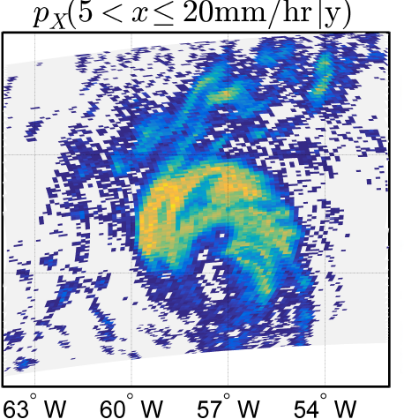 p_X(5 < x ≤ 20mm/hr|y)
63° W 60° W 57° W 54° W